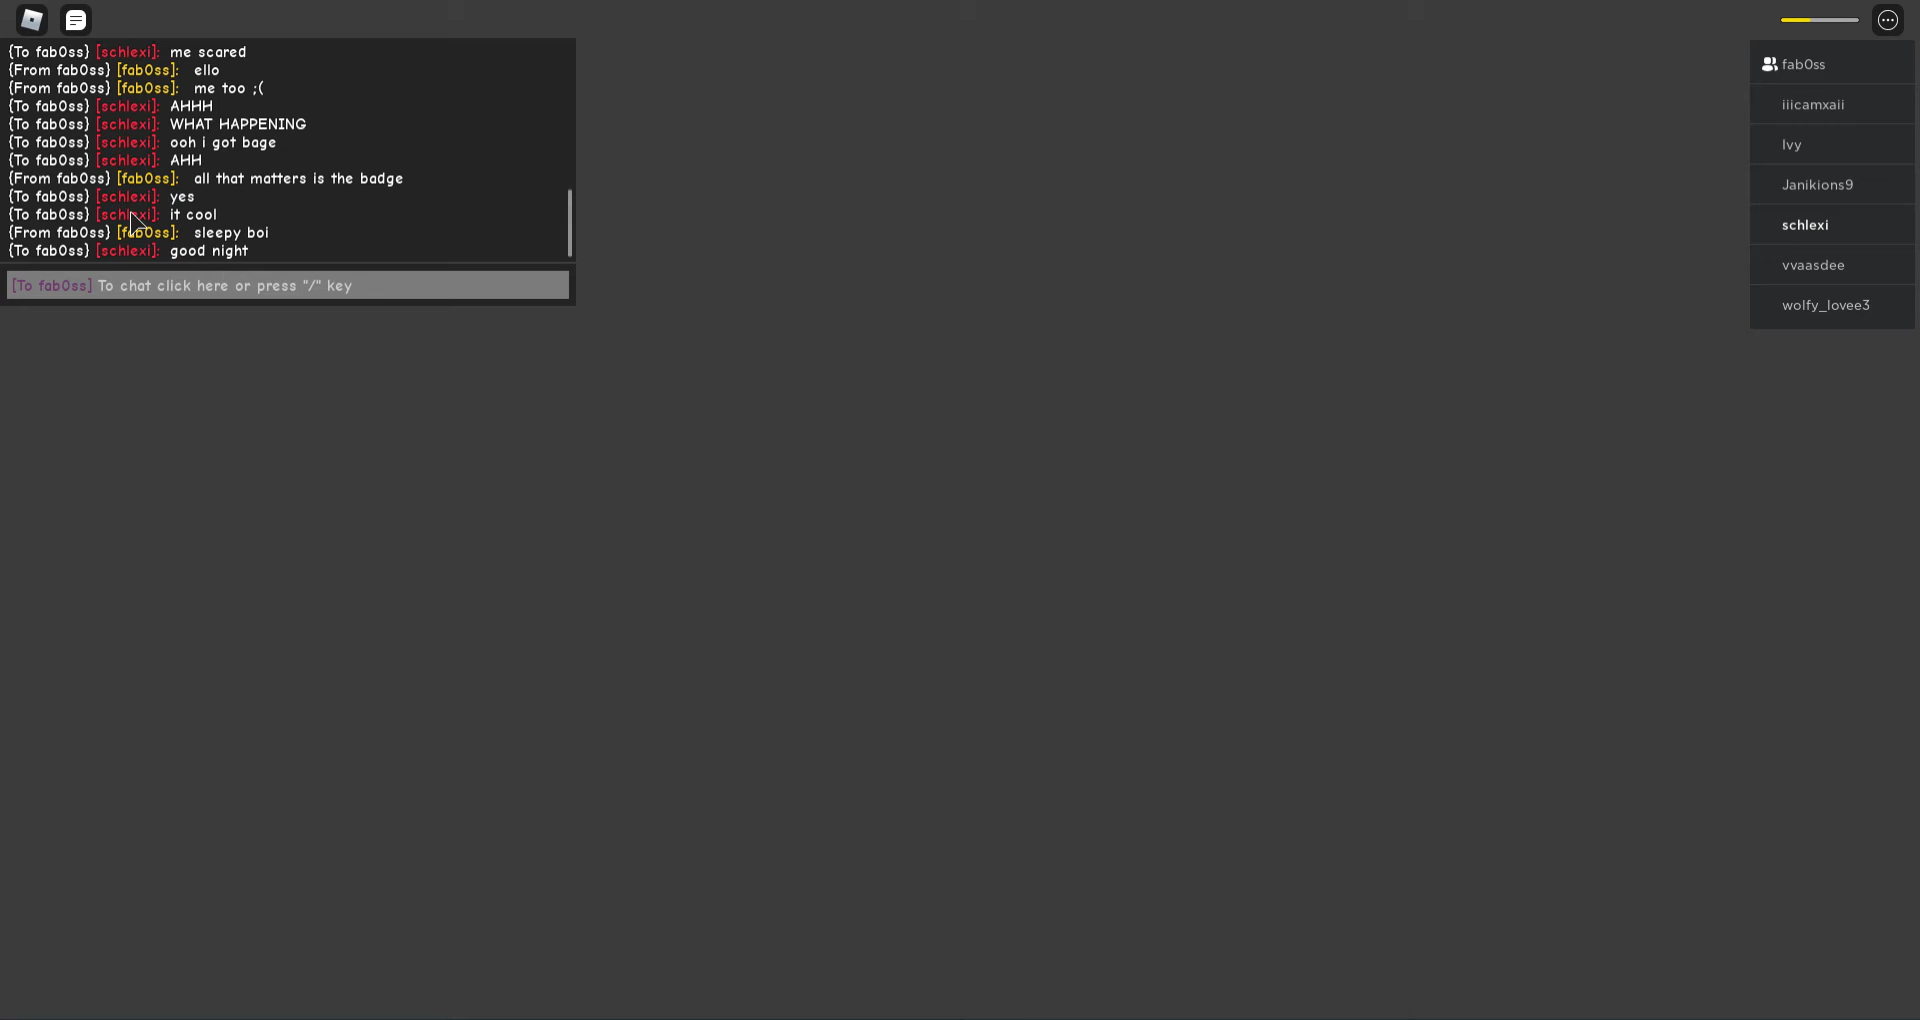 {To fab0ss} [schlexi]: me scared
{From fab0ss} [fab0ss]: ello
{From fab0ss} [fab0ss]: me too ;(
{To fab0ss} [schlexi]: AHHH
{To fab0ss} [schlexi]: WHAT HAPPENING
{To fab0ss} [schlexi]: ooh i got bage
{To fab0ss} [schlexi]: AHH
{From fab0ss} [fab0ss]: all that matters is the badge
{To fab0ss} [schlexi]: yes
{To fab0ss} [schlexi]: it cool
{From fab0ss} [fab0ss]: sleepy boi
{To fab0ss} [schlexi]: good night
[To fab0ss] To chat click here or press "/" key
fab0ss
iiicamxaii
Ivy
Janikions9
schlexi
vvaasdee
wolfy_lovee3